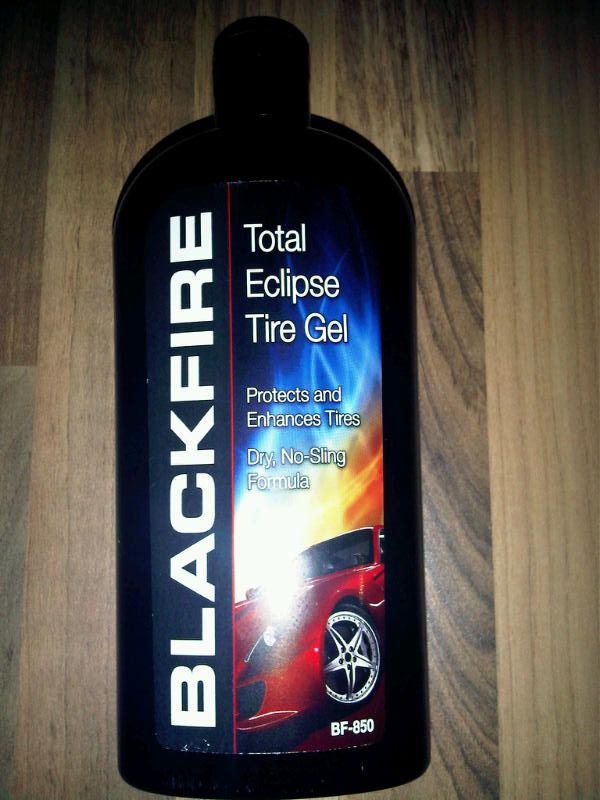 BLACKFIRE
Total
Eclipse
Tire Gel
Protects and
Enhances Tires
Dry, No-Sling
Formula
BF-850